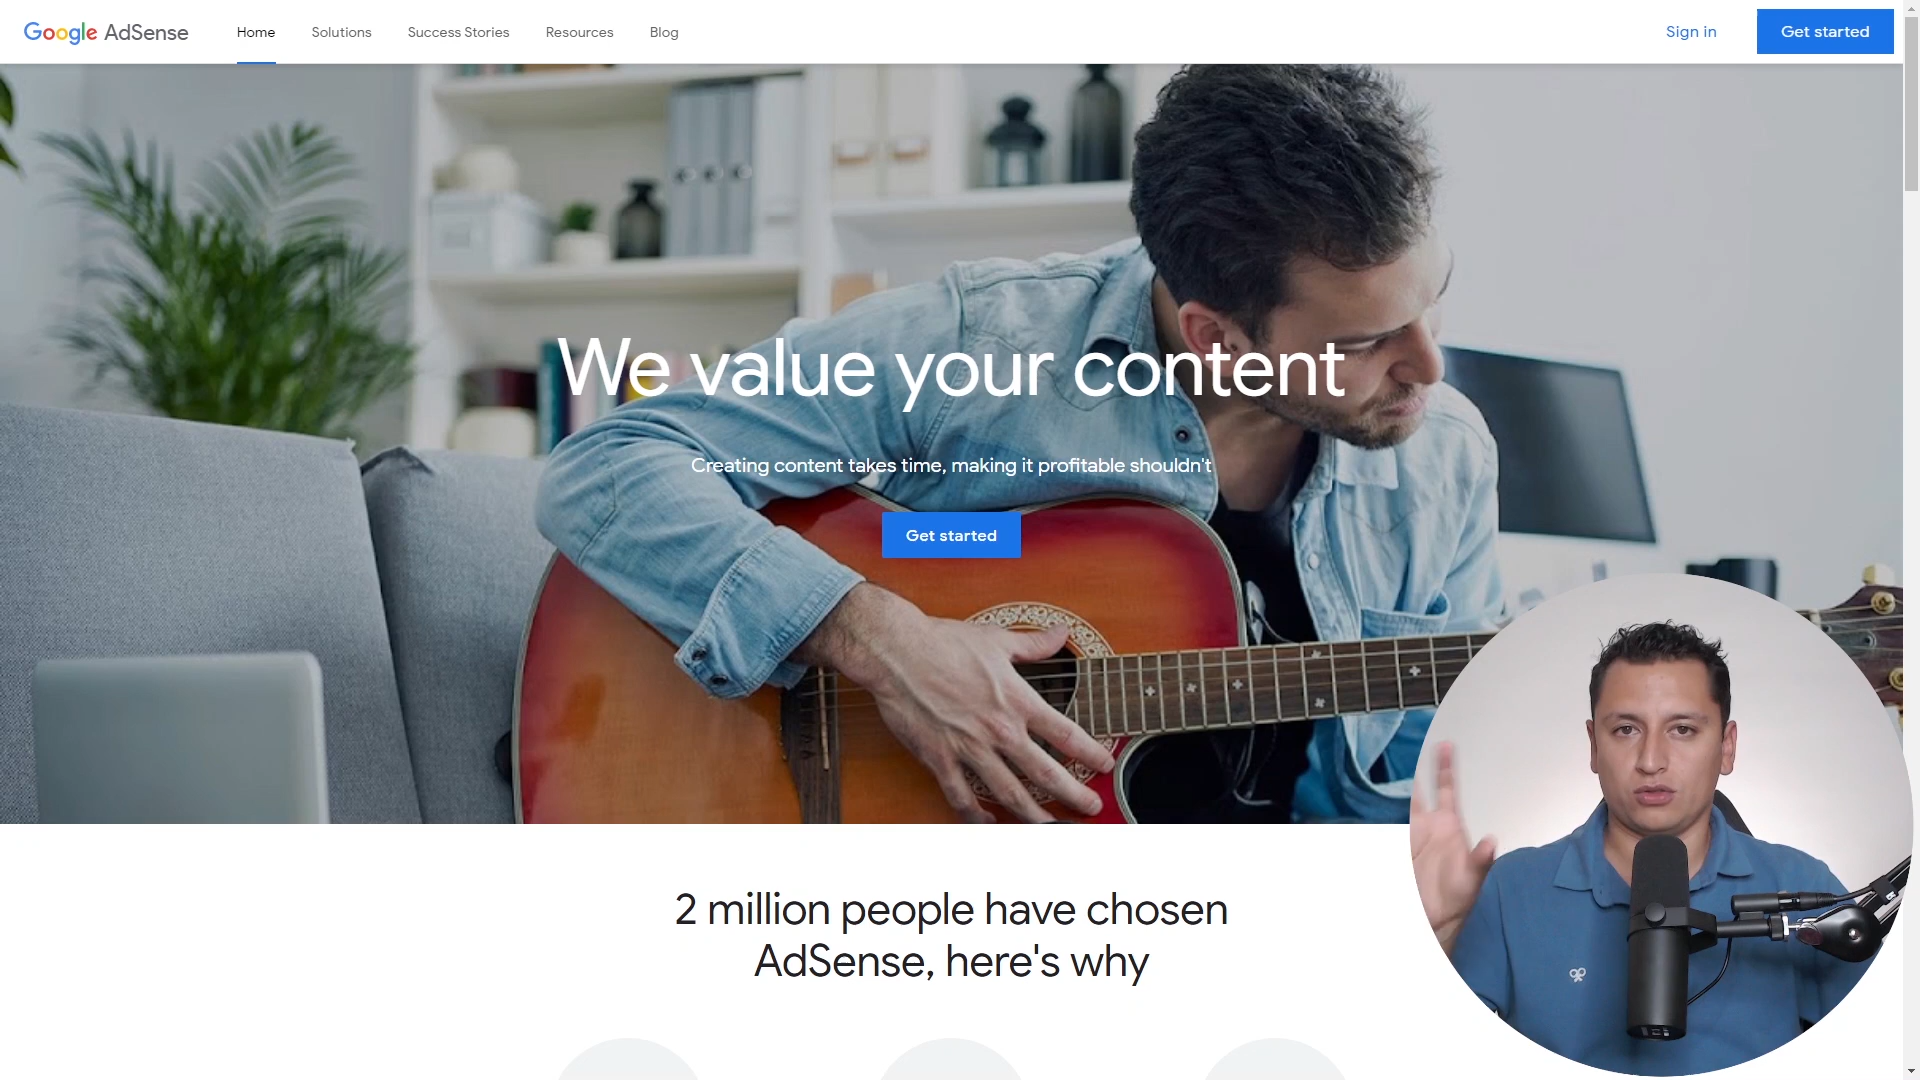 Google AdSense
Home
Solutions
Success Stories
Resources
Blog
Sign in
Get started
We value your content
Creating content takes time, making it profitable shouldn't
Get started
2 million people have chosen
AdSense, here's why